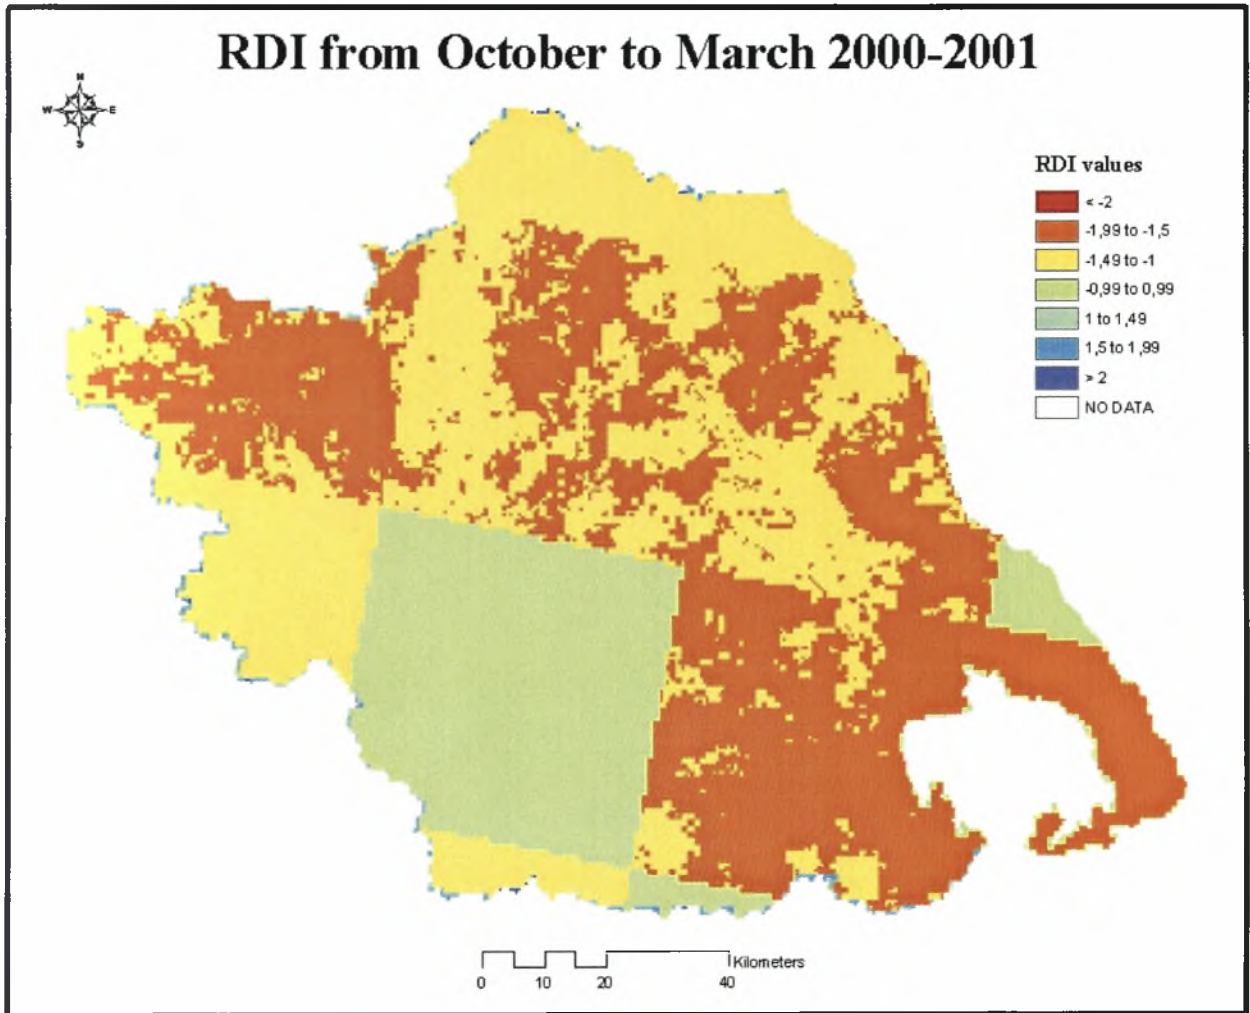 RDI from October to March 2000-2001
N
W E
S
RDI values
< -2
-1,99 to -1,5
-1,49 to -1
-0,99 to 0,99
1 to 1,49
1,5 to 1,99
> 2
NO DATA
Kilometers
0 10 20 40